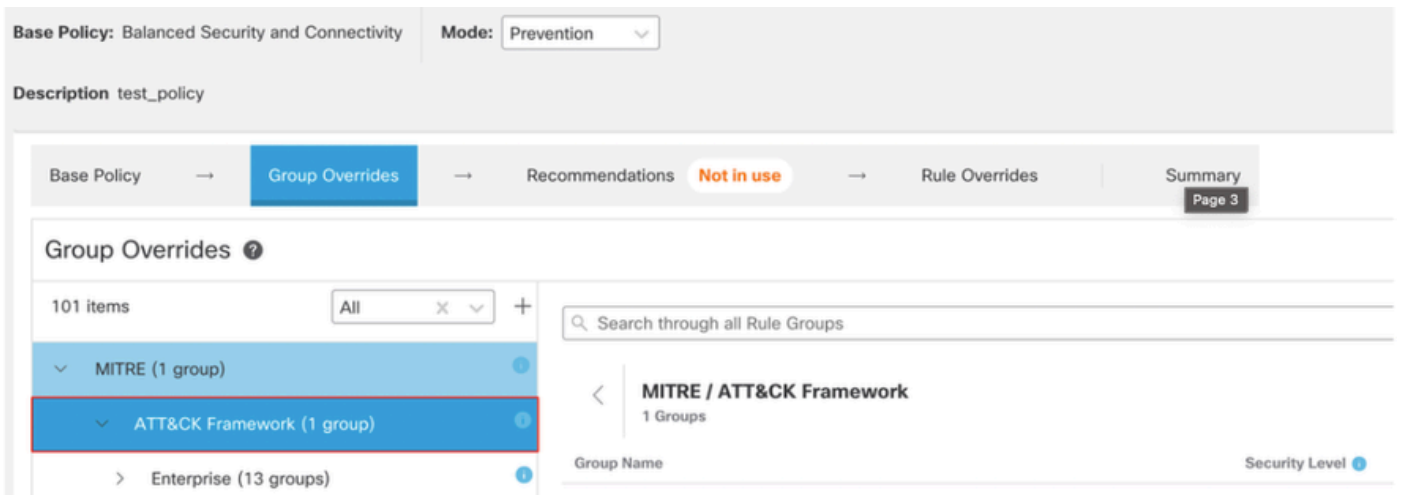 Base Policy: Balanced Security and Connectivity Mode: Prevention
Description test_policy
Base Policy → Group Overrides → Recommendations Not in use → Rule Overrides Summary
Page 3
Group Overrides ?
101 items All × +
Search through all Rule Groups
MITRE (1 group)
MITRE / ATT&CK Framework
ATT&CK Framework (1 group)
1 Groups
Group Name Security Level
Enterprise (13 groups)